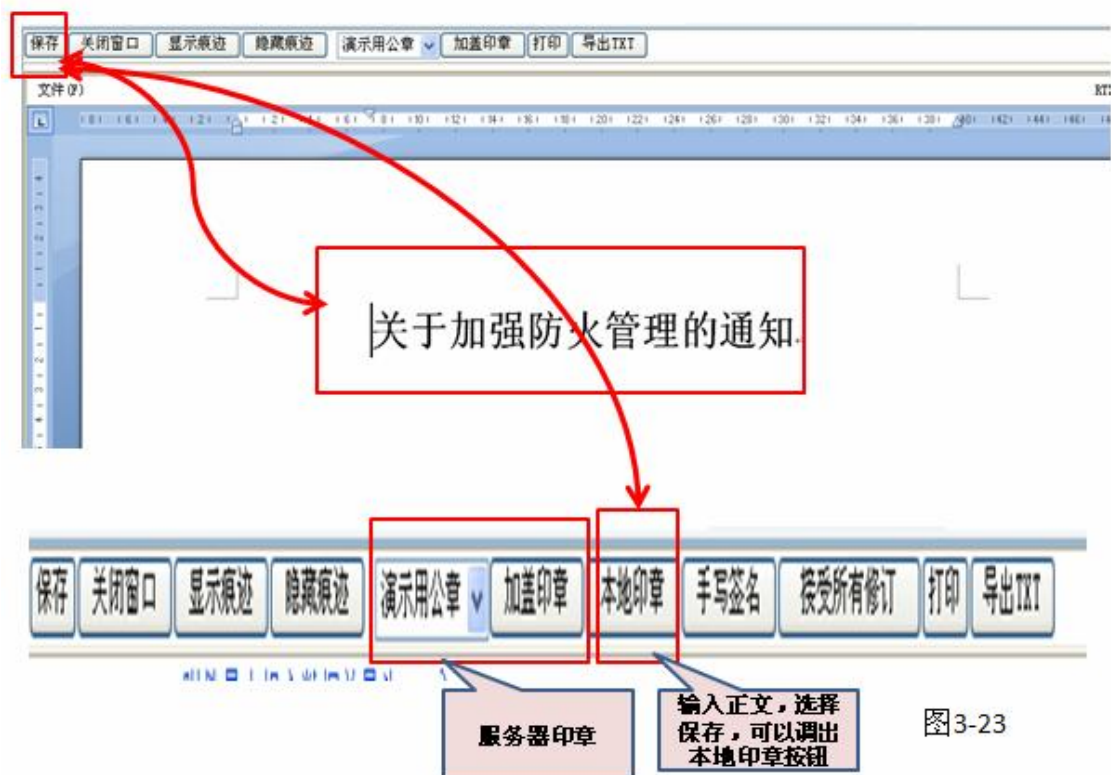 保存 关闭窗口 显示痕迹 隐藏痕迹 演示用公章 加盖印章 打印 导出TXT
文件(F)
关于加强防火管理的通知
保存 关闭窗口 显示痕迹 隐藏痕迹 演示用公章 加盖印章 本地印章 手写签名 接受所有修订 打印 导出TXT
服务器印章
输入正文，选择
保存，可以调出
本地印章按钮
图3-23